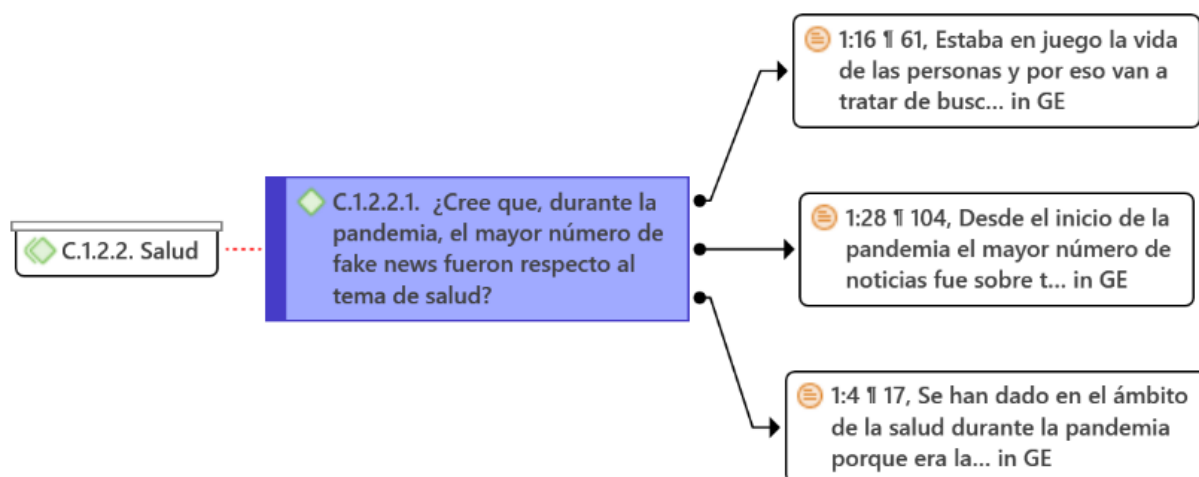 C.1.2.2. Salud
C.1.2.2.1. ¿Cree que, durante la
pandemia, el mayor número de
fake news fueron respecto al
tema de salud?
1:16 ¶ 61, Estaba en juego la vida
de las personas y por eso van a
tratar de busc... in GE
1:28 ¶ 104, Desde el inicio de la
pandemia el mayor número de
noticias fue sobre t... in GE
1:4 ¶ 17, Se han dado en el ámbito
de la salud durante la pandemia
porque era la... in GE